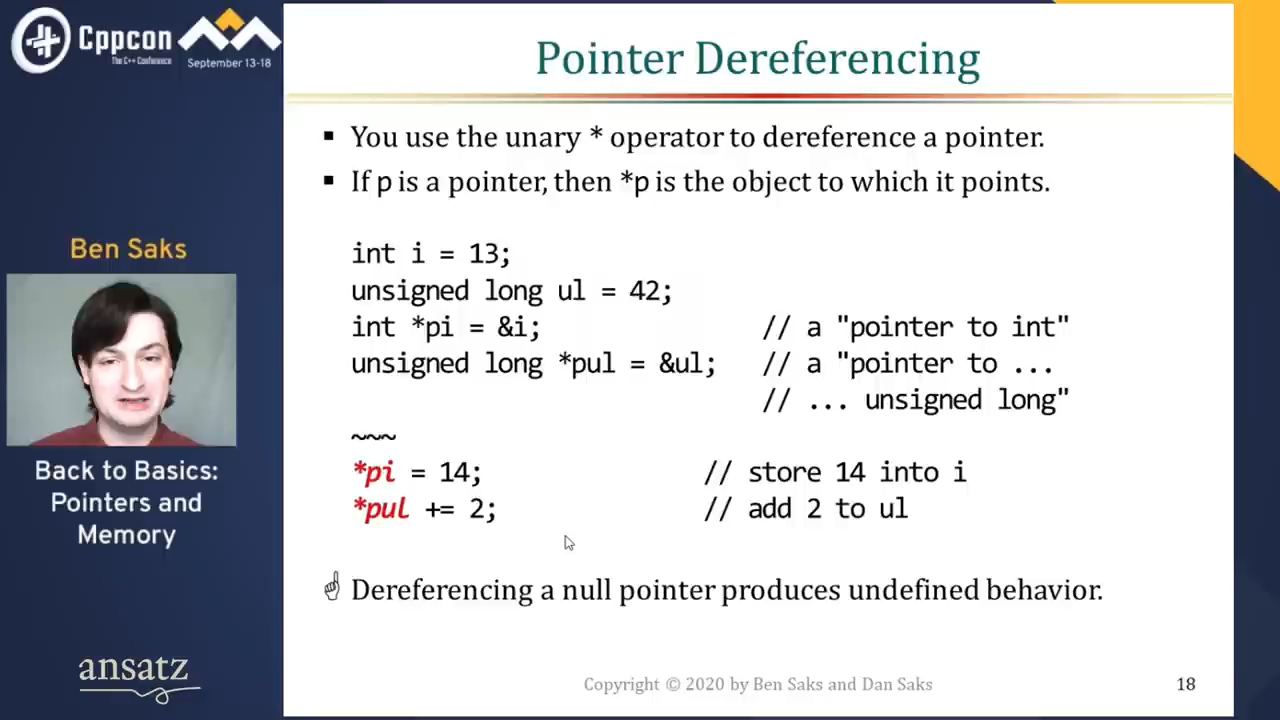 Cppcon
The C++ Conference
September 13-18
Ben Saks
Back to Basics:
Pointers and
Memory
ansatz
Pointer Dereferencing
▪ You use the unary * operator to dereference a pointer.
▪ If p is a pointer, then *p is the object to which it points.
int i = 13;
unsigned long ul = 42;
int *pi = &i; // a "pointer to int"
unsigned long *pul = &ul; // a "pointer to ...
// ... unsigned long"
~~~
*pi = 14; // store 14 into i
*pul += 2; // add 2 to ul
☝ Dereferencing a null pointer produces undefined behavior.
Copyright © 2020 by Ben Saks and Dan Saks
18